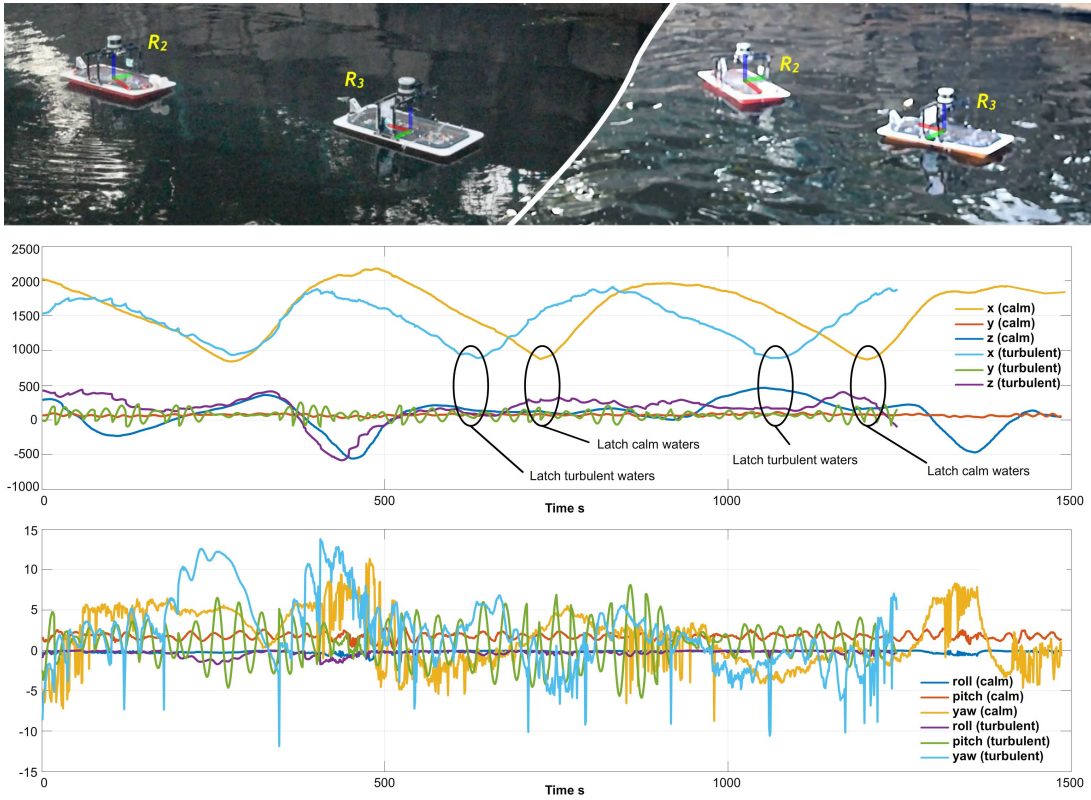 R2
R3
R2
R3
2500
2000
1500
1000
500
0
-500
-1000
x (calm)
y (calm)
z (calm)
x (turbulent)
y (turbulent)
z (turbulent)
Latch calm waters
Latch turbulent waters
Latch turbulent waters
Latch calm waters
0 500 1000 1500
Time s
15
10
5
0
-5
-10
-15
roll (calm)
pitch (calm)
yaw (calm)
roll (turbulent)
pitch (turbulent)
yaw (turbulent)
0 500 1000 1500
Time s